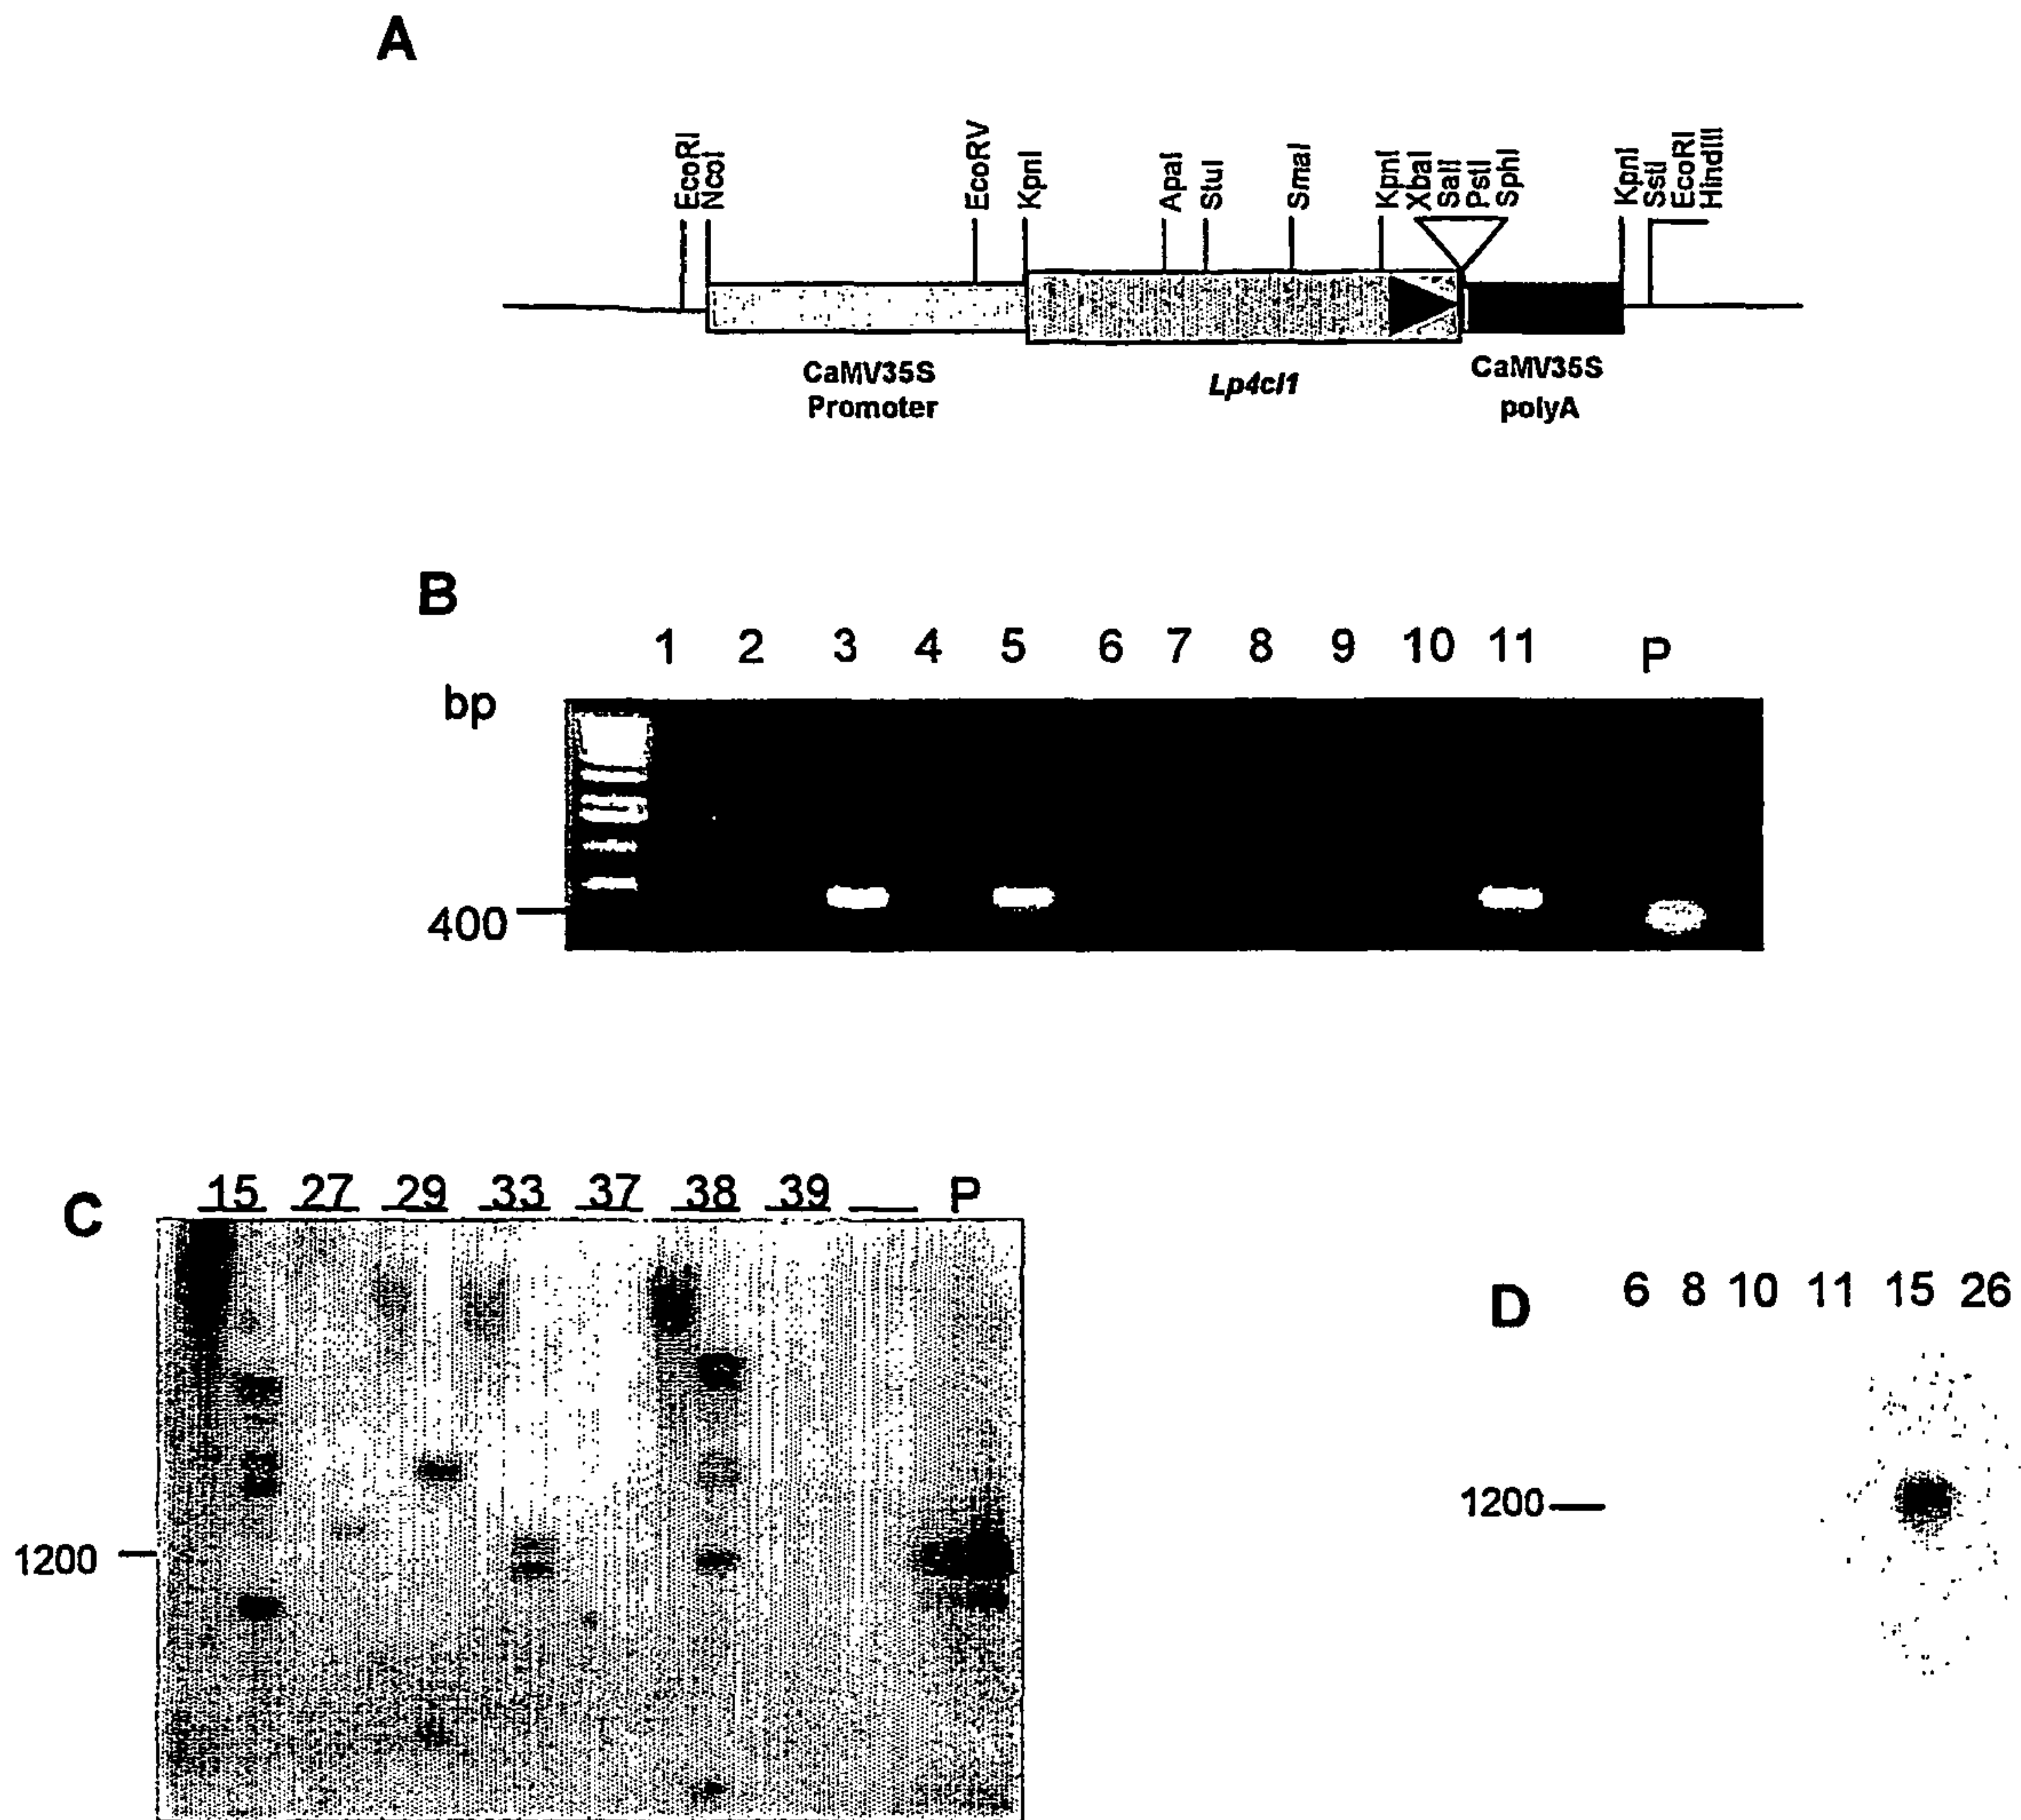 A
EcoRI
NcoI
EcoRV
KpnI
ApaI
StuI
SmaI
KpnI
XbaI
SalI
PstI
SphI
KpnI
SstI
EcoRI
HindIII
CaMV35S
Promoter
Lp4cl1
CaMV35S
polyA
B
1 2 3 4 5 6 7 8 9 10 11 P
bp
400
C
15 27 29 33 37 38 39 P
1200
D
6 8 10 11 15 26
1200